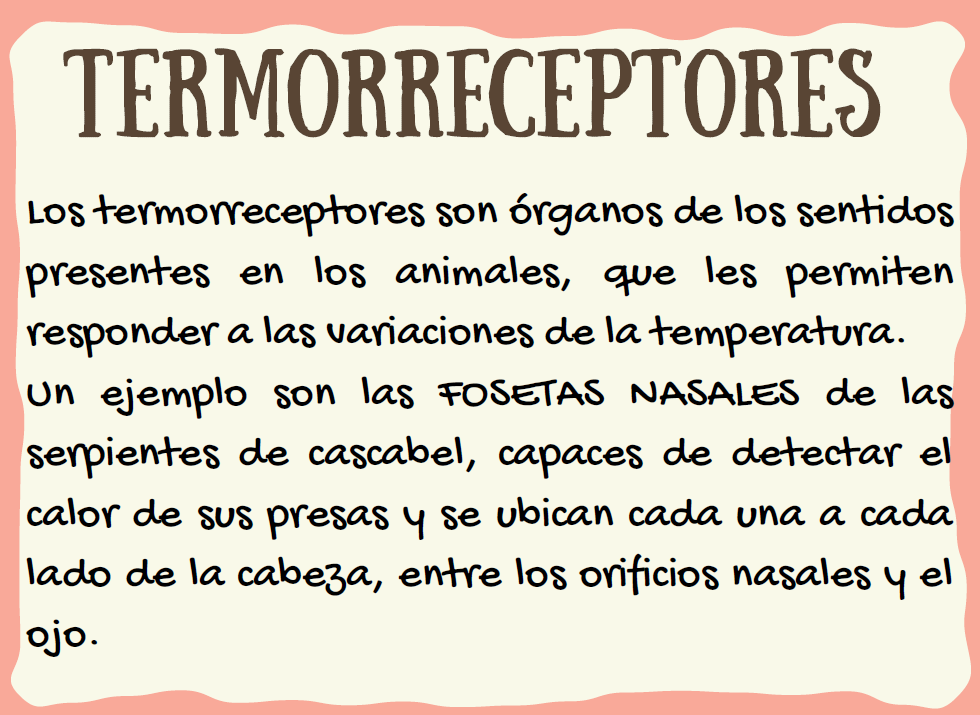 TERMORRECEPTORES
Los termorreceptores son órganos de los sentidos
presentes en los animales, que les permiten
responder a las variaciones de la temperatura.
Un ejemplo son las FOSETAS NASALES de las
serpientes de cascabel, capaces de detectar el
calor de sus presas y se ubican cada una a cada
lado de la cabeza, entre los orificios nasales y el
ojo.